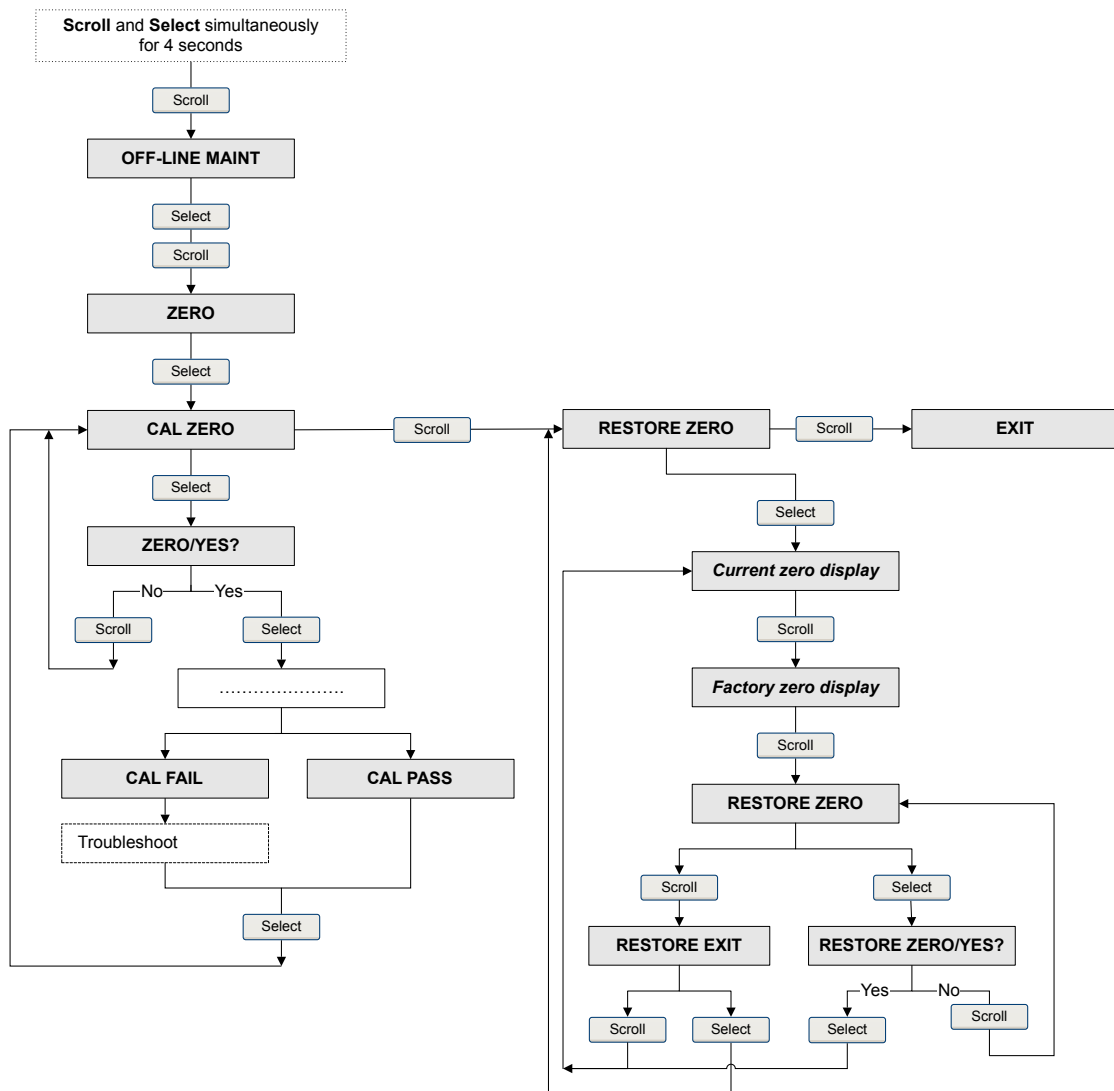 Scroll and Select simultaneously
for 4 seconds
Scroll
OFF-LINE MAINT
Select
Scroll
ZERO
Select
CAL ZERO
Scroll
RESTORE ZERO
Scroll
EXIT
Select
ZERO/YES?
No
Yes
Scroll
Select
.....................
CAL FAIL
CAL PASS
Troubleshoot
Select
Select
Current zero display
Scroll
Factory zero display
Scroll
RESTORE ZERO
Scroll
Select
RESTORE EXIT
RESTORE ZERO/YES?
Yes
No
Scroll
Select
Select
Scroll